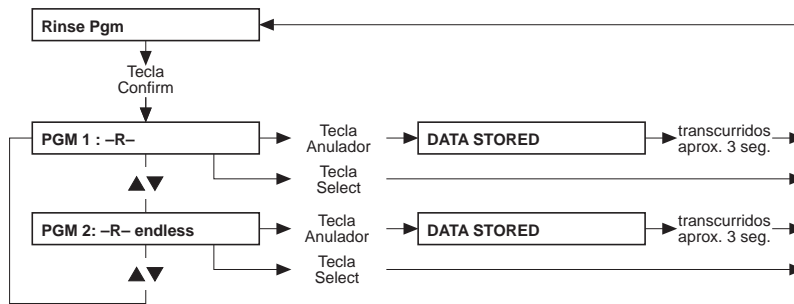 Rinse Pgm
Tecla
Confirm
PGM 1 : –R–
Tecla
Anulador
DATA STORED
transcurridos
aprox. 3 seg.
Tecla
Select
PGM 2: –R– endless
Tecla
Anulador
DATA STORED
transcurridos
aprox. 3 seg.
Tecla
Select